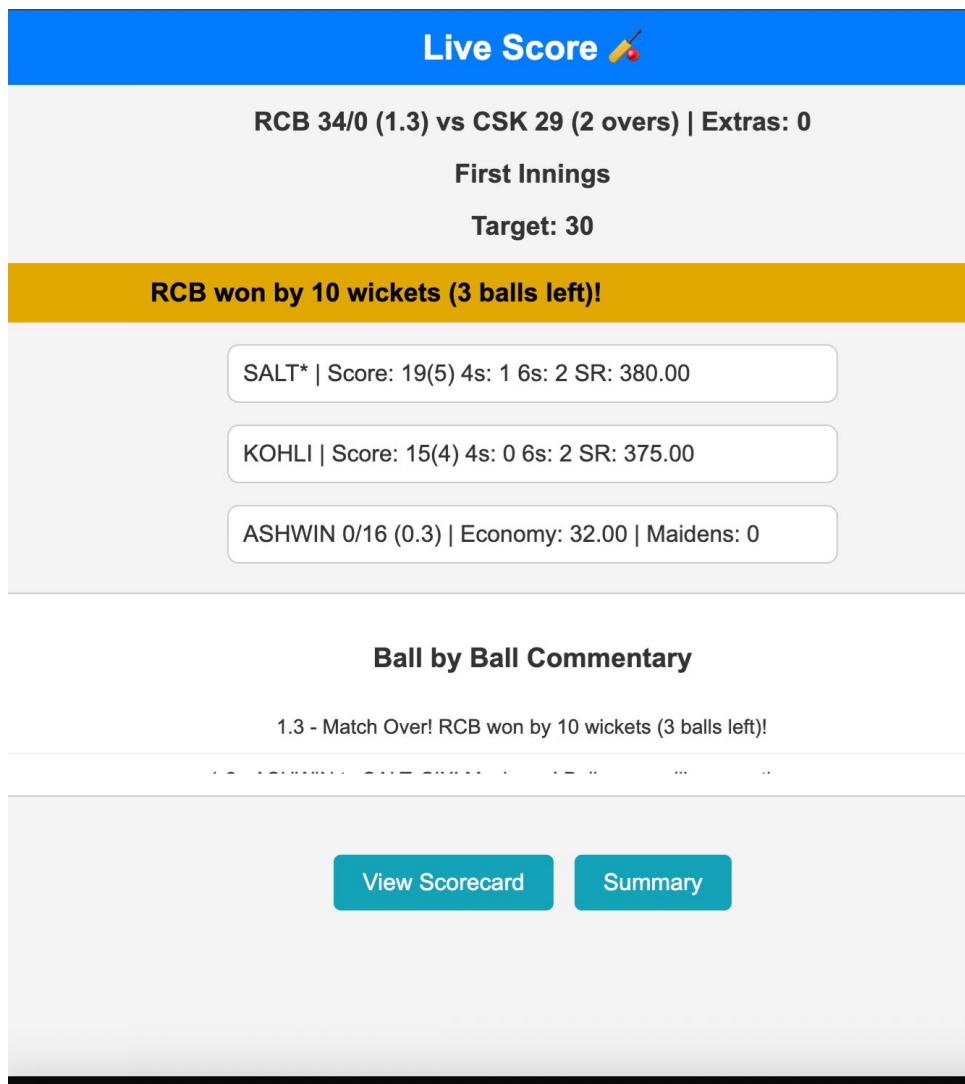 Live Score 🏏
RCB 34/0 (1.3) vs CSK 29 (2 overs) | Extras: 0
First Innings
Target: 30
RCB won by 10 wickets (3 balls left)!
SALT* | Score: 19(5) 4s: 1 6s: 2 SR: 380.00
KOHLI | Score: 15(4) 4s: 0 6s: 2 SR: 375.00
ASHWIN 0/16 (0.3) | Economy: 32.00 | Maidens: 0
Ball by Ball Commentary
1.3 - Match Over! RCB won by 10 wickets (3 balls left)!
ASHWIN to SALT: SIX!
View Scorecard
Summary